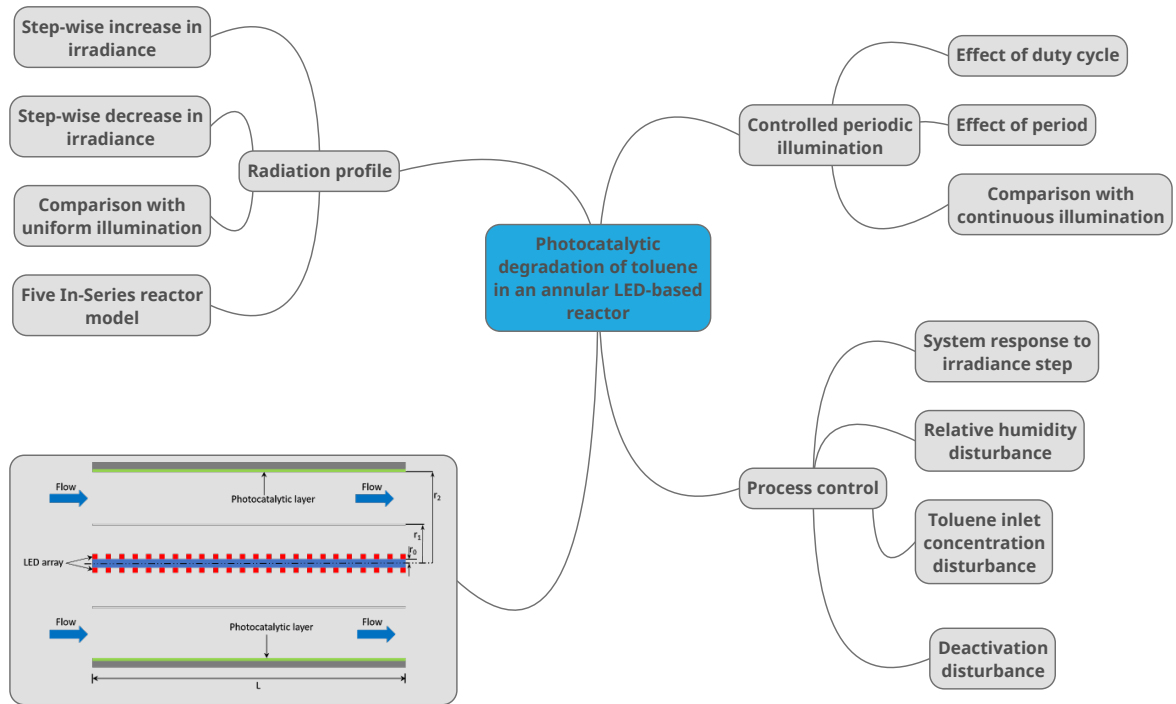 Step-wise increase in
irradiance
Step-wise decrease in
irradiance
Comparison with
uniform illumination
Five In-Series reactor
model
Radiation profile
Photocatalytic
degradation of toluene
in an annular LED-based
reactor
Controlled periodic
illumination
Effect of duty cycle
Effect of period
Comparison with
continuous illumination
Process control
System response to
irradiance step
Relative humidity
disturbance
Toluene inlet
concentration
disturbance
Deactivation
disturbance
Flow
Photocatalytic layer
Flow
r₂
r₁
r₀
LED array
Flow
Photocatalytic layer
Flow
L